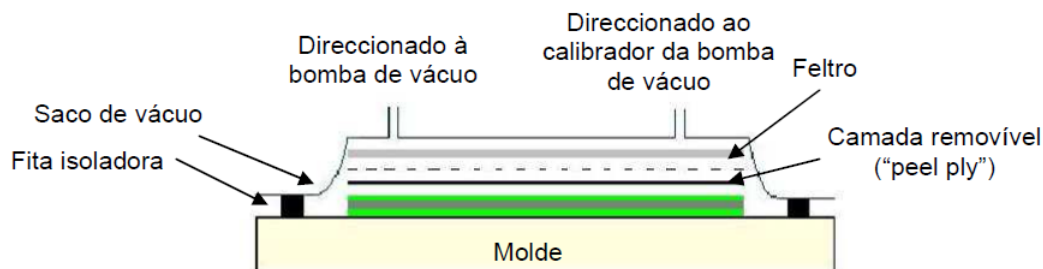 Direccionado à
bomba de vácuo
Direccionado ao
calibrador da bomba
de vácuo
Feltro
Saco de vácuo
Fita isoladora
Camada removível
(“peel ply”)
Molde